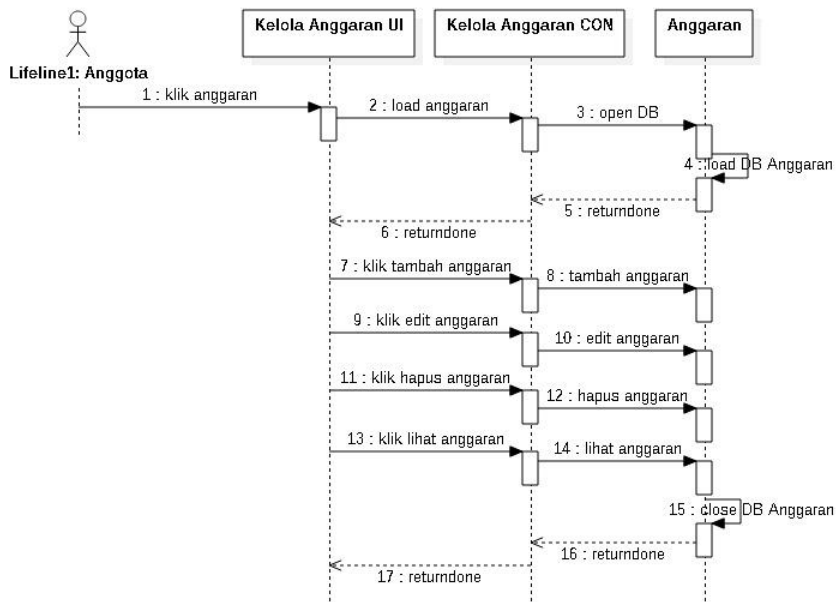 Kelola Anggaran UI
Kelola Anggaran CON
Anggaran
Lifeline1: Anggota
1 : klik anggaran
2 : load anggaran
3 : open DB
4 : load DB Anggaran
5 : returndone
6 : returndone
7 : klik tambah anggaran
8 : tambah anggaran
9 : klik edit anggaran
10 : edit anggaran
11 : klik hapus anggaran
12 : hapus anggaran
13 : klik lihat anggaran
14 : lihat anggaran
15 : close DB Anggaran
16 : returndone
17 : returndone